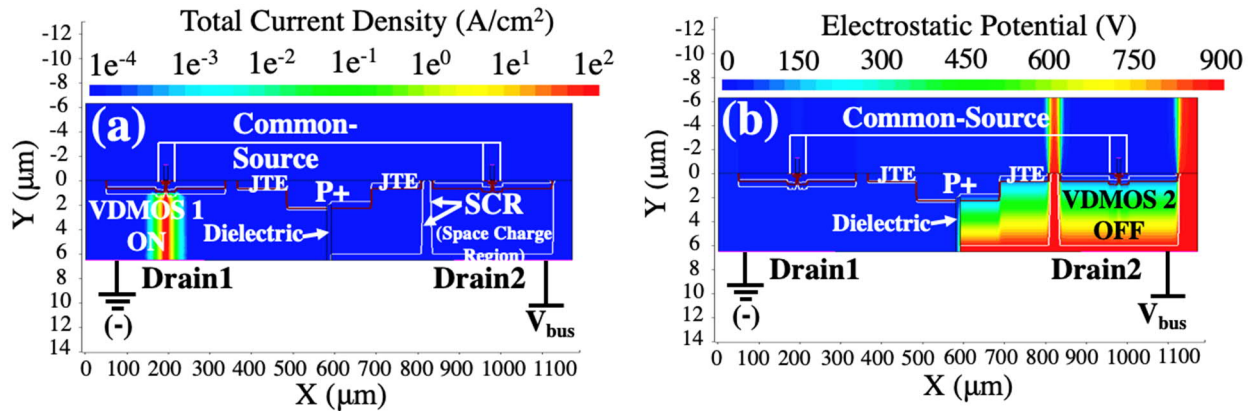 Total Current Density (A/cm2)
1e-4 1e-3 1e-2 1e-1 1e0 1e1 1e2
-12
-10
-8
-6
-4
-2
0
2
4
6
8
10
12
14
Y (μm)
(a)
Common-
Source
JTE
P+
JTE
VDMOS 1
ON
Dielectric
SCR
(Space Charge
Region)
Drain1
Drain2
(-)
Vbus
0 100 200 300 400 500 600 700 800 900 1000 1100
X (μm)
Electrostatic Potential (V)
0 150 300 450 600 750 900
-12
-10
-8
-6
-4
-2
0
2
4
6
8
10
12
14
Y (μm)
(b)
Common-Source
JTE
P+
JTE
Dielectric
VDMOS 2
OFF
Drain1
Drain2
(-)
Vbus
0 100 200 300 400 500 600 700 800 900 1000 1100
X (μm)